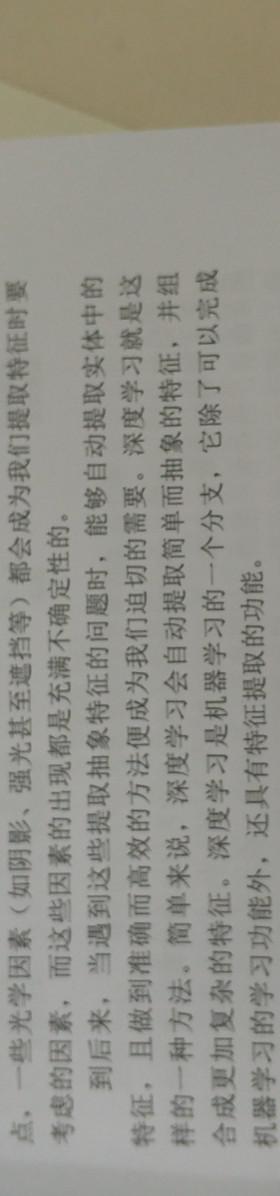 点，一些光学因素（如阴影、强光甚至遮挡等）都会成为我们提取特征时要
考虑的因素，而这些因素的出现都是充满不确定性的。
到后来，当遇到这些提取抽象特征的问题时，能够自动提取实体中的
特征，且做到准确而高效的方法便成为我们迫切的需要。深度学习就是这
样的一种方法。简单来说，深度学习会自动提取简单而抽象的特征，并组
合成更加复杂的特征。深度学习是机器学习的一个分支，它除了可以完成
机器学习的学习功能外，还具有特征提取的功能。